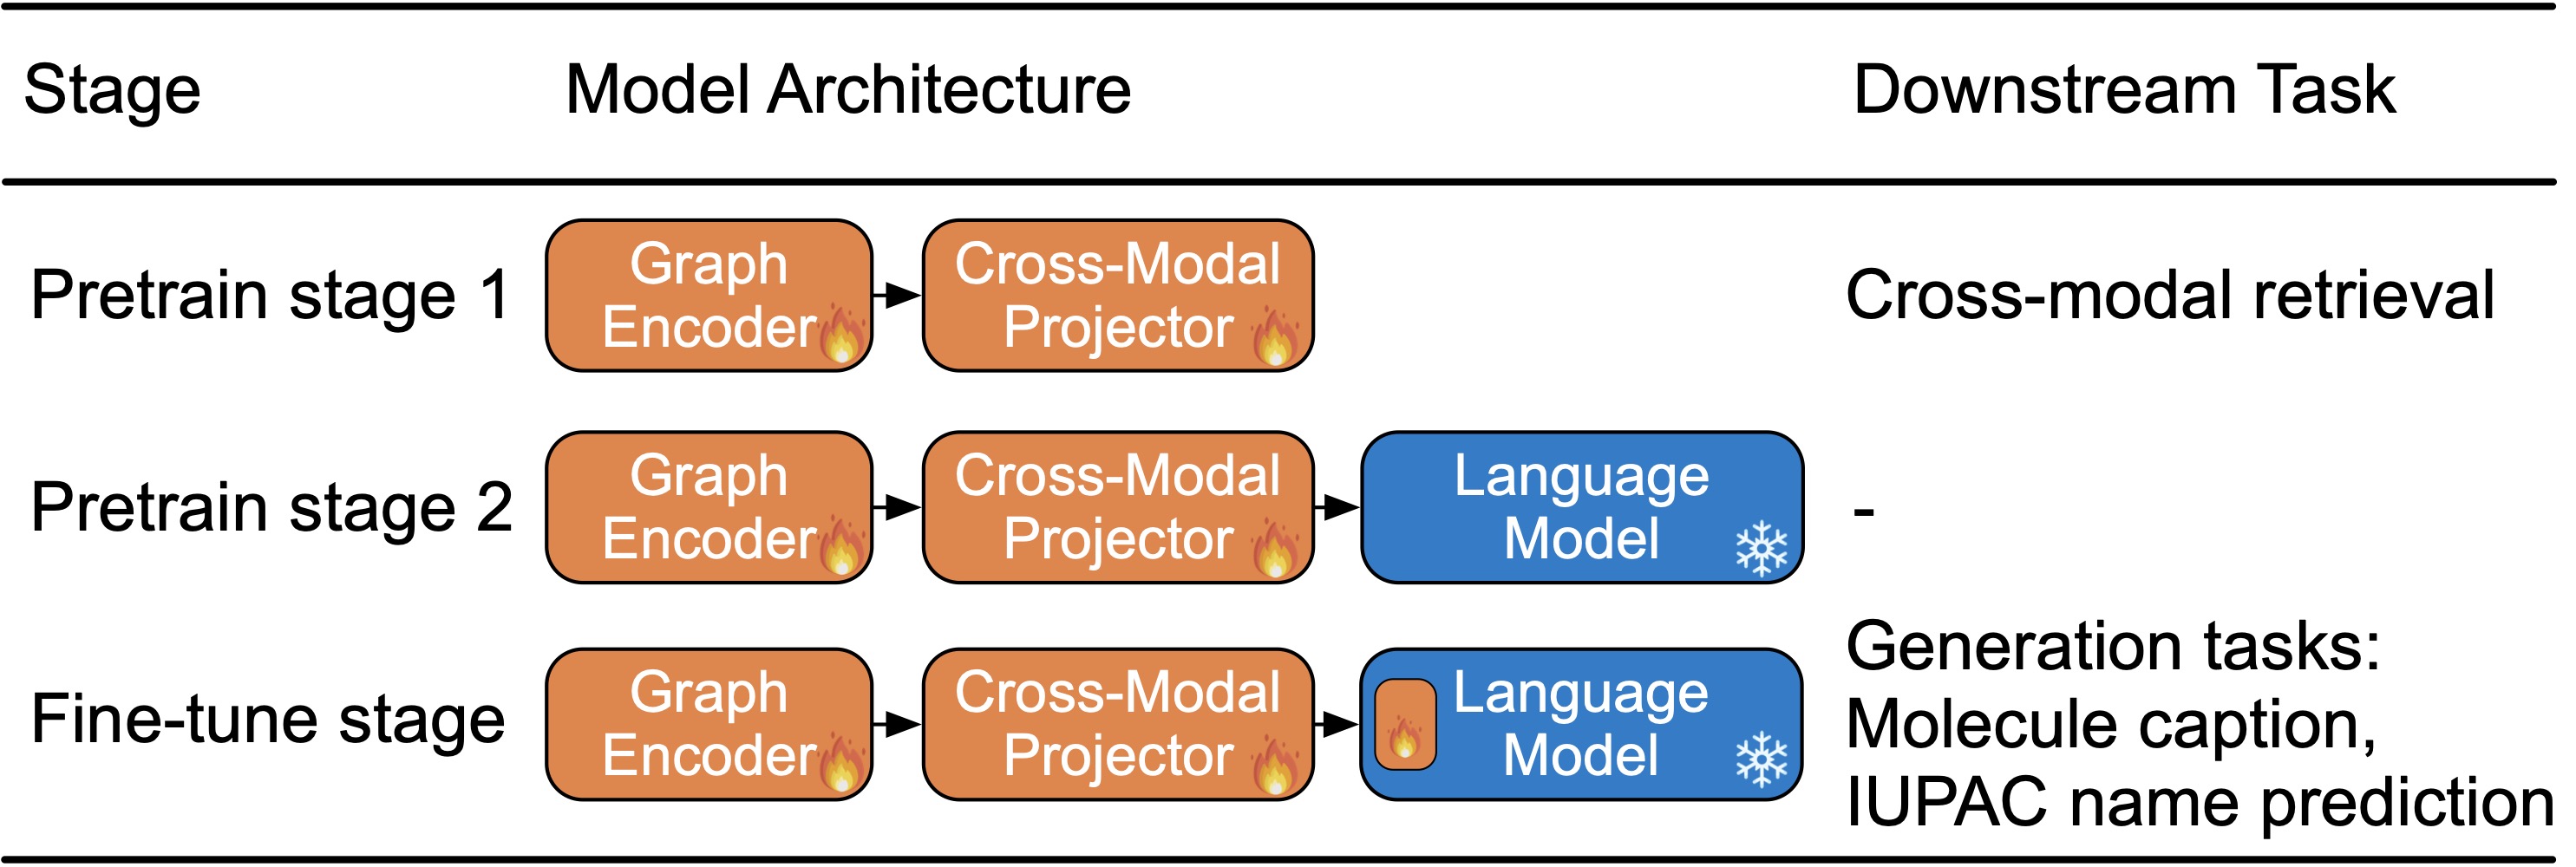 Stage Model Architecture Downstream Task
Pretrain stage 1
Graph
Encoder
Cross-Modal
Projector
Cross-modal retrieval
Pretrain stage 2
Graph
Encoder
Cross-Modal
Projector
Language
Model
-
Fine-tune stage
Graph
Encoder
Cross-Modal
Projector
Language
Model
Generation tasks:
Molecule caption,
IUPAC name prediction